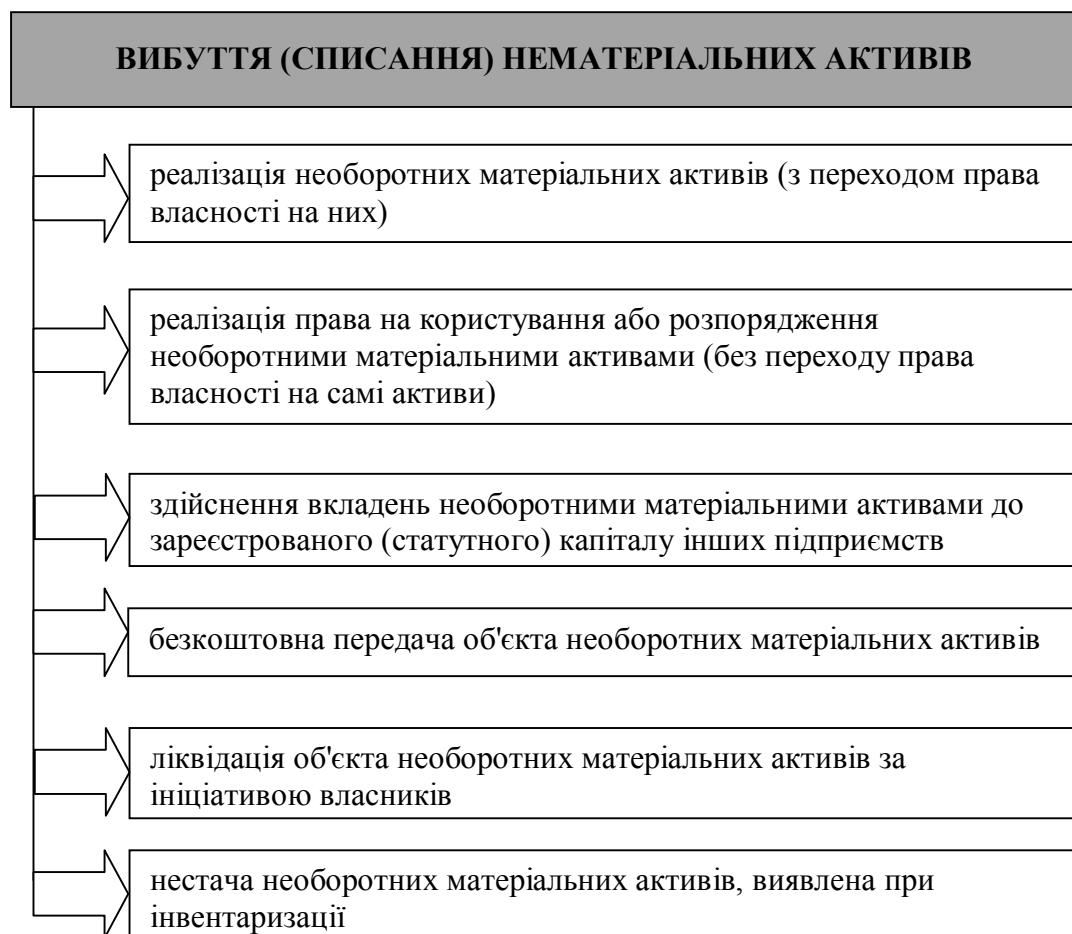 ВИБУТТЯ (СПИСАННЯ) НЕМАТЕРІАЛЬНИХ АКТИВІВ
реалізація необоротних матеріальних активів (з переходом права
власності на них)
реалізація права на користування або розпорядження
необоротними матеріальними активами (без переходу права
власності на самі активи)
здійснення вкладень необоротними матеріальними активами до
зареєстрованого (статутного) капіталу інших підприємств
безкоштовна передача об'єкта необоротних матеріальних активів
ліквідація об'єкта необоротних матеріальних активів за
ініціативою власників
нестача необоротних матеріальних активів, виявлена при
інвентаризації